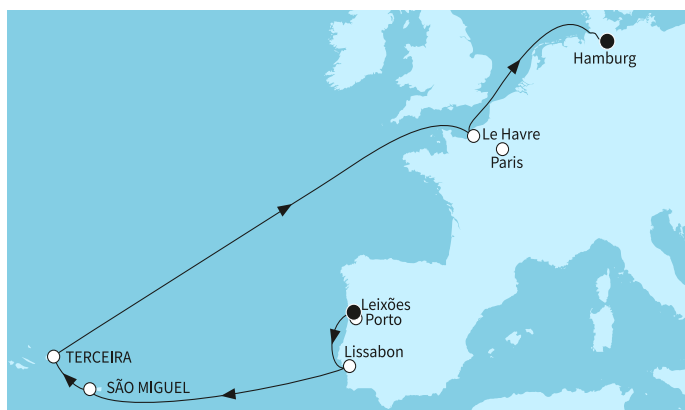 Hamburg
Le Havre
Paris
Leixões
Porto
Lissabon
TERCEIRA
SÃO MIGUEL